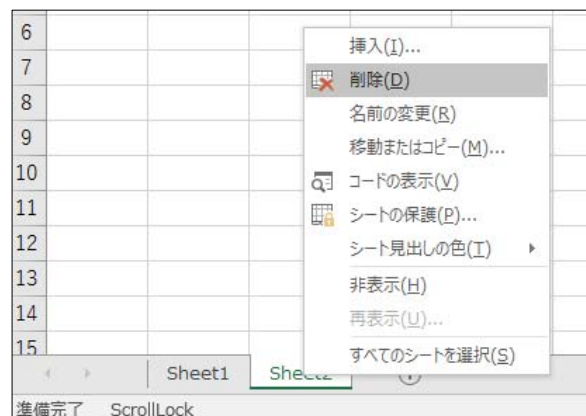 6
7
8
9
10
11
12
13
14
15
挿入(I)...
削除(D)
名前の変更(R)
移動またはコピー(M)...
コードの表示(V)
シートの保護(P)...
シート見出しの色(T)
非表示(H)
再表示(U)...
すべてのシートを選択(S)
Sheet1 Sheet2
準備完了 ScrollLock